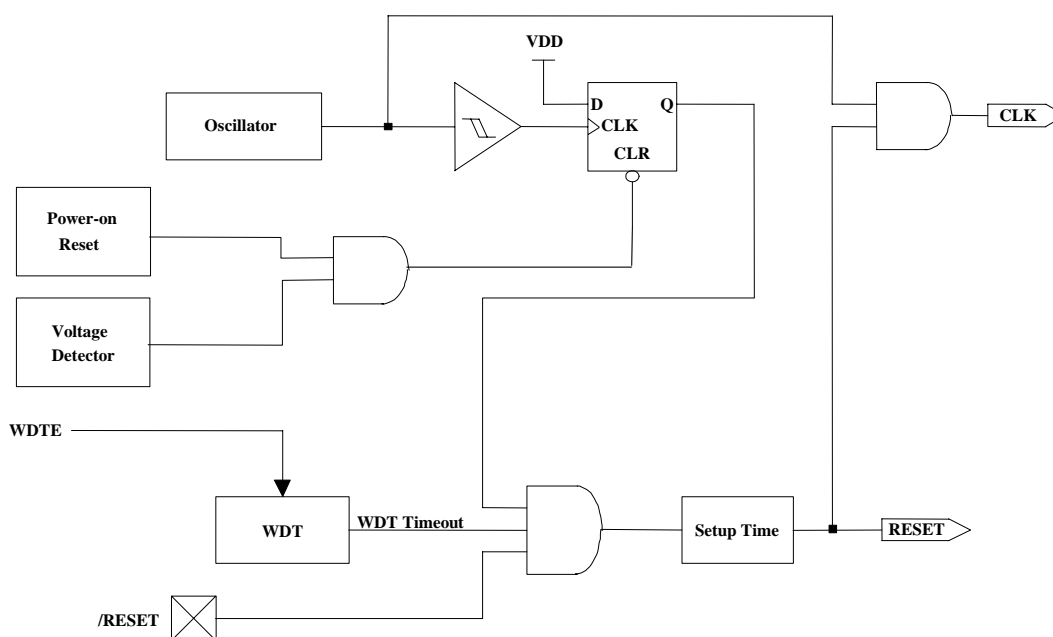 VDD
Oscillator
D
Q
CLK
CLR
CLK
Power-on
Reset
Voltage
Detector
WDTE
WDT
WDT Timeout
Setup Time
RESET
/RESET